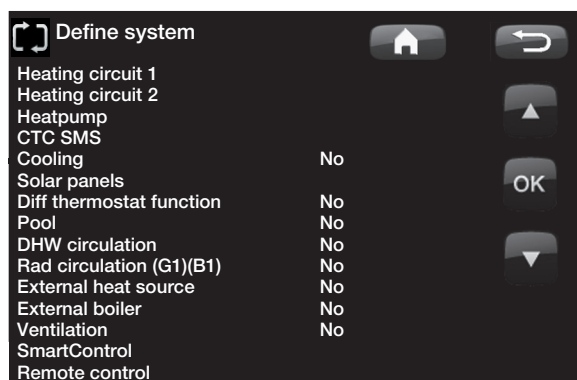 Define system
Heating circuit 1
Heating circuit 2
Heatpump
CTC SMS
Cooling No
Solar panels
OK
Diff thermostat function No
Pool No
DHW circulation No
Rad circulation (G1)(B1) No
External heat source No
External boiler No
Ventilation No
SmartControl
Remote control